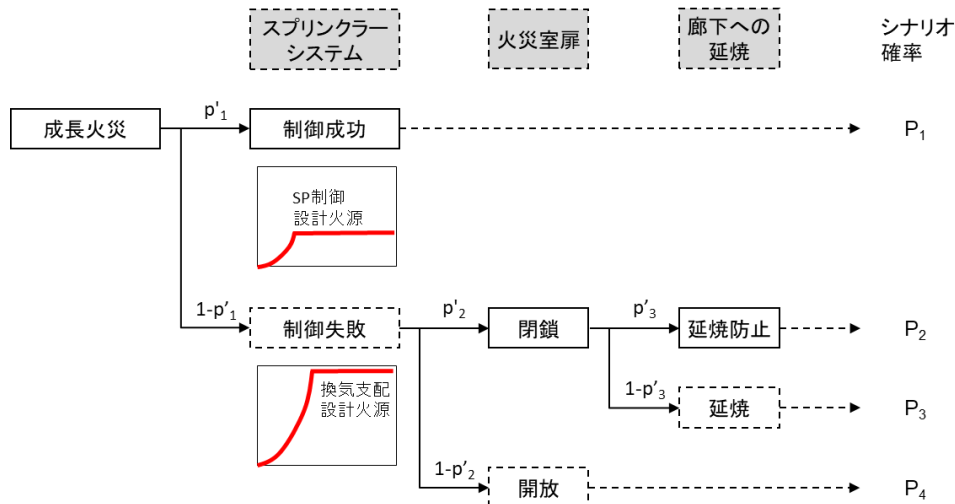 スプリンクラー
システム
火災室扉
廊下への
延焼
シナリオ
確率
成長火災
p'₁
制御成功
P₁
SP制御
設計火源
1-p'₁
制御失敗
p'₂
閉鎖
p'₃
延焼防止
P₂
換気支配
設計火源
1-p'₃
延焼
P₃
1-p'₂
開放
P₄